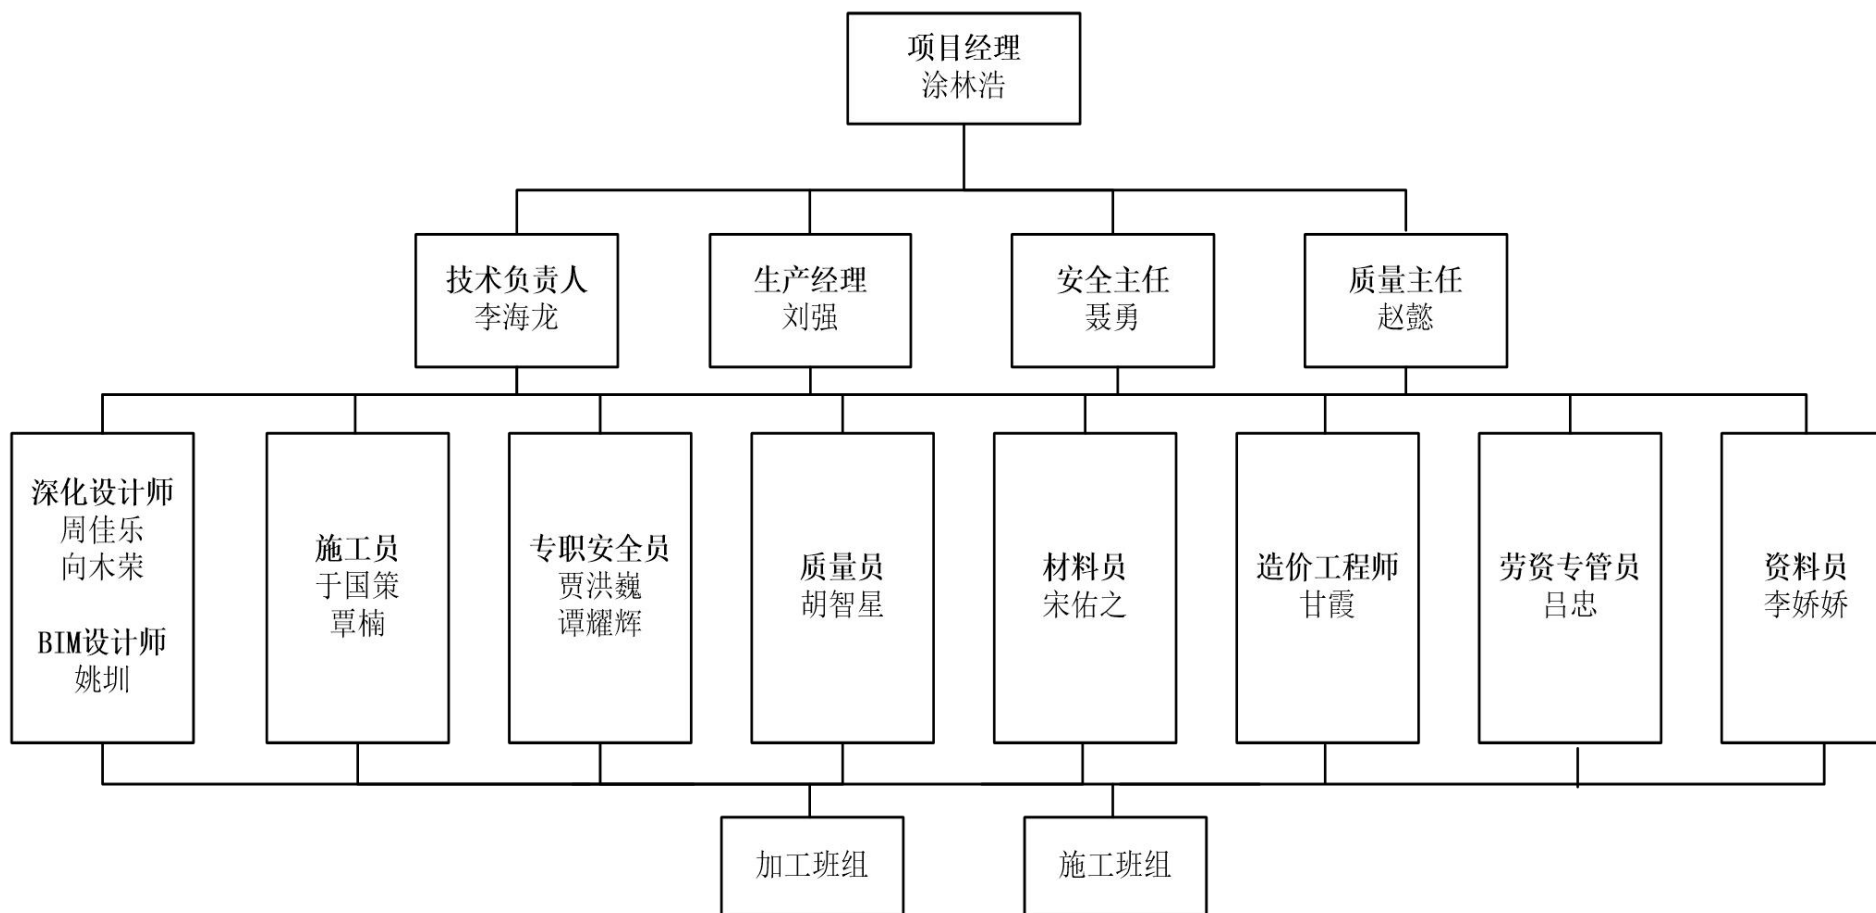 项目经理
涂林浩
技术负责人
李海龙
生产经理
刘强
安全主任
聂勇
质量主任
赵懿
深化设计师
周佳乐
向木荣
BIM设计师
姚圳
施工员
于国策
覃楠
专职安全员
贾洪巍
谭耀辉
质量员
胡智星
材料员
宋佑之
造价工程师
甘霞
劳资专管员
吕忠
资料员
李娇娇
加工班组
施工班组